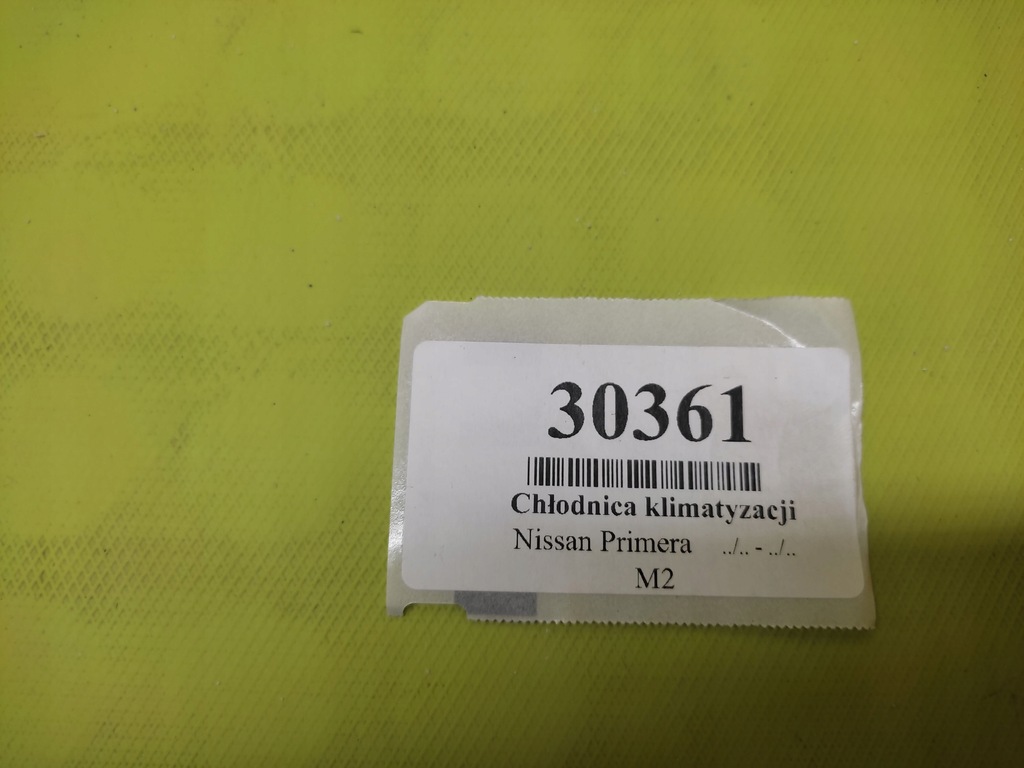 30361
Chłodnica klimatyzacji
Nissan Primera ../.. - ../..
M2